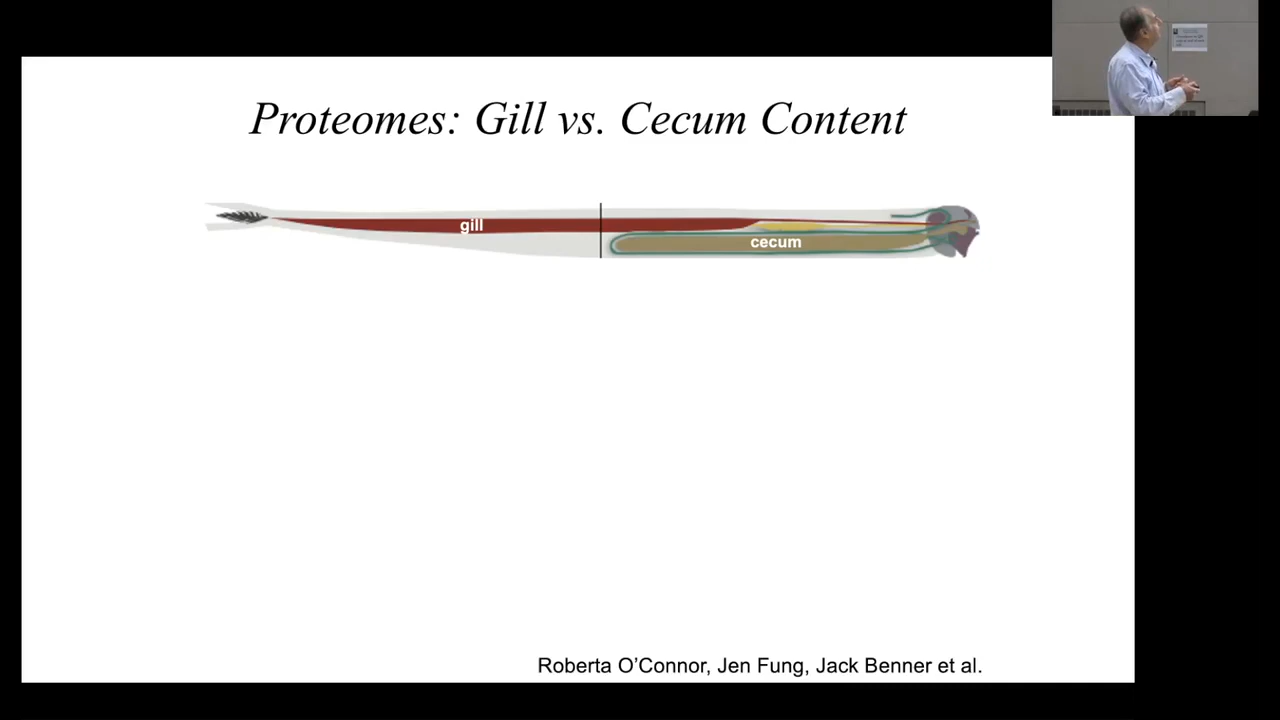 Proteomes: Gill vs. Cecum Content
gill
cecum
Roberta O'Connor, Jen Fung, Jack Benner et al.